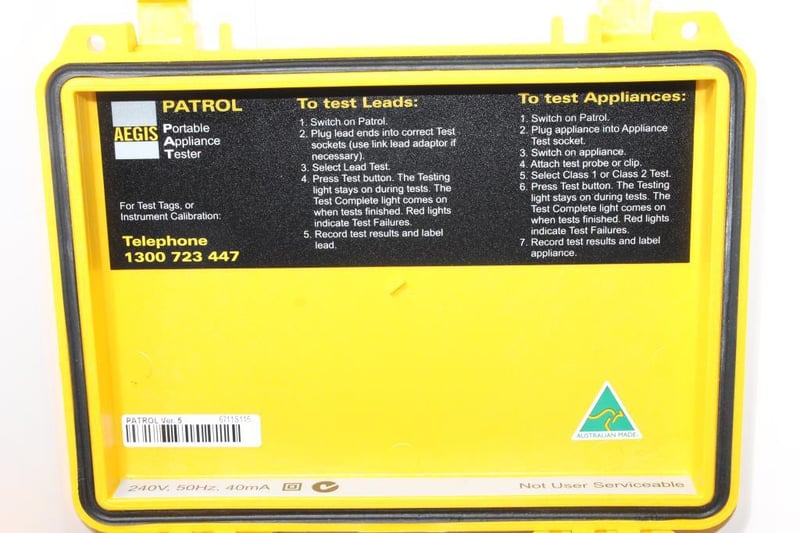 AEGIS
PATROL
Portable
Appliance
Tester
For Test Tags, or
Instrument Calibration:
Telephone
1300 723 447
To test Leads:
1. Switch on Patrol.
2. Plug lead ends into correct Test
sockets (use link lead adaptor if
necessary).
3. Select Lead Test.
4. Press Test button. The Testing
light stays on during tests. The
Test Complete light comes on
when tests finished. Red lights
indicate Test Failures.
5. Record test results and label
lead.
To test Appliances:
1. Switch on Patrol.
2. Plug appliance into Appliance
Test socket.
3. Switch on appliance.
4. Attach test probe or clip.
5. Select Class 1 or Class 2 Test.
6. Press Test button. The Testing
light stays on during tests. The
Test Complete light comes on
when tests finished. Red lights
indicate Test Failures.
7. Record test results and label
appliance.
PATROL Ver. 5
AUSTRALIAN MADE
240V, 50Hz, 40mA
Not User Serviceable